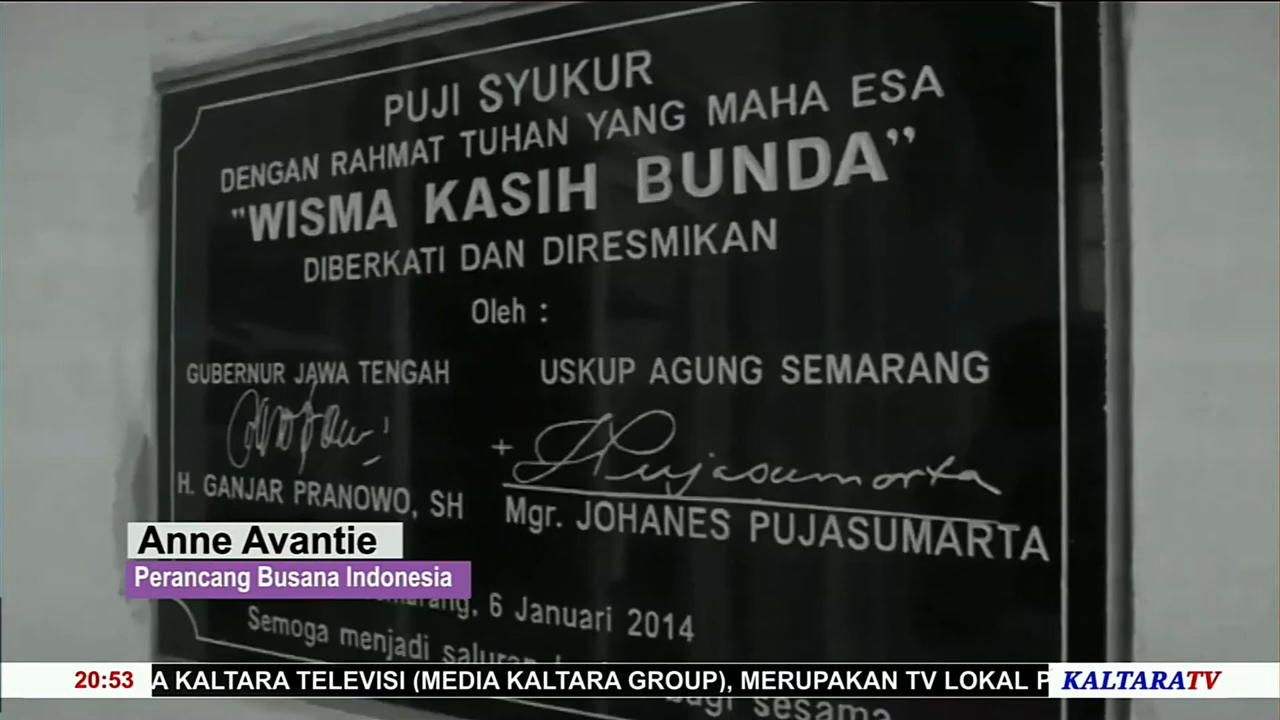 PUJI SYUKUR
DENGAN RAHMAT TUHAN YANG MAHA ESA
"WISMA KASIH BUNDA"
DIBERKATI DAN DIRESMIKAN
Oleh :
GUBERNUR JAWA TENGAH
USKUP AGUNG SEMARANG
+ Pujasumarta
H. GANJAR PRANOWO, SH
Mgr. JOHANES PUJASUMARTA
Anne Avantie
Perancang Busana Indonesia
6 Januari 2014
Semoga menjadi
bagi sesama
20:53
A KALTARA TELEVISI (MEDIA KALTARA GROUP), MERUPAKAN TV LOKAL P
KALTARATV